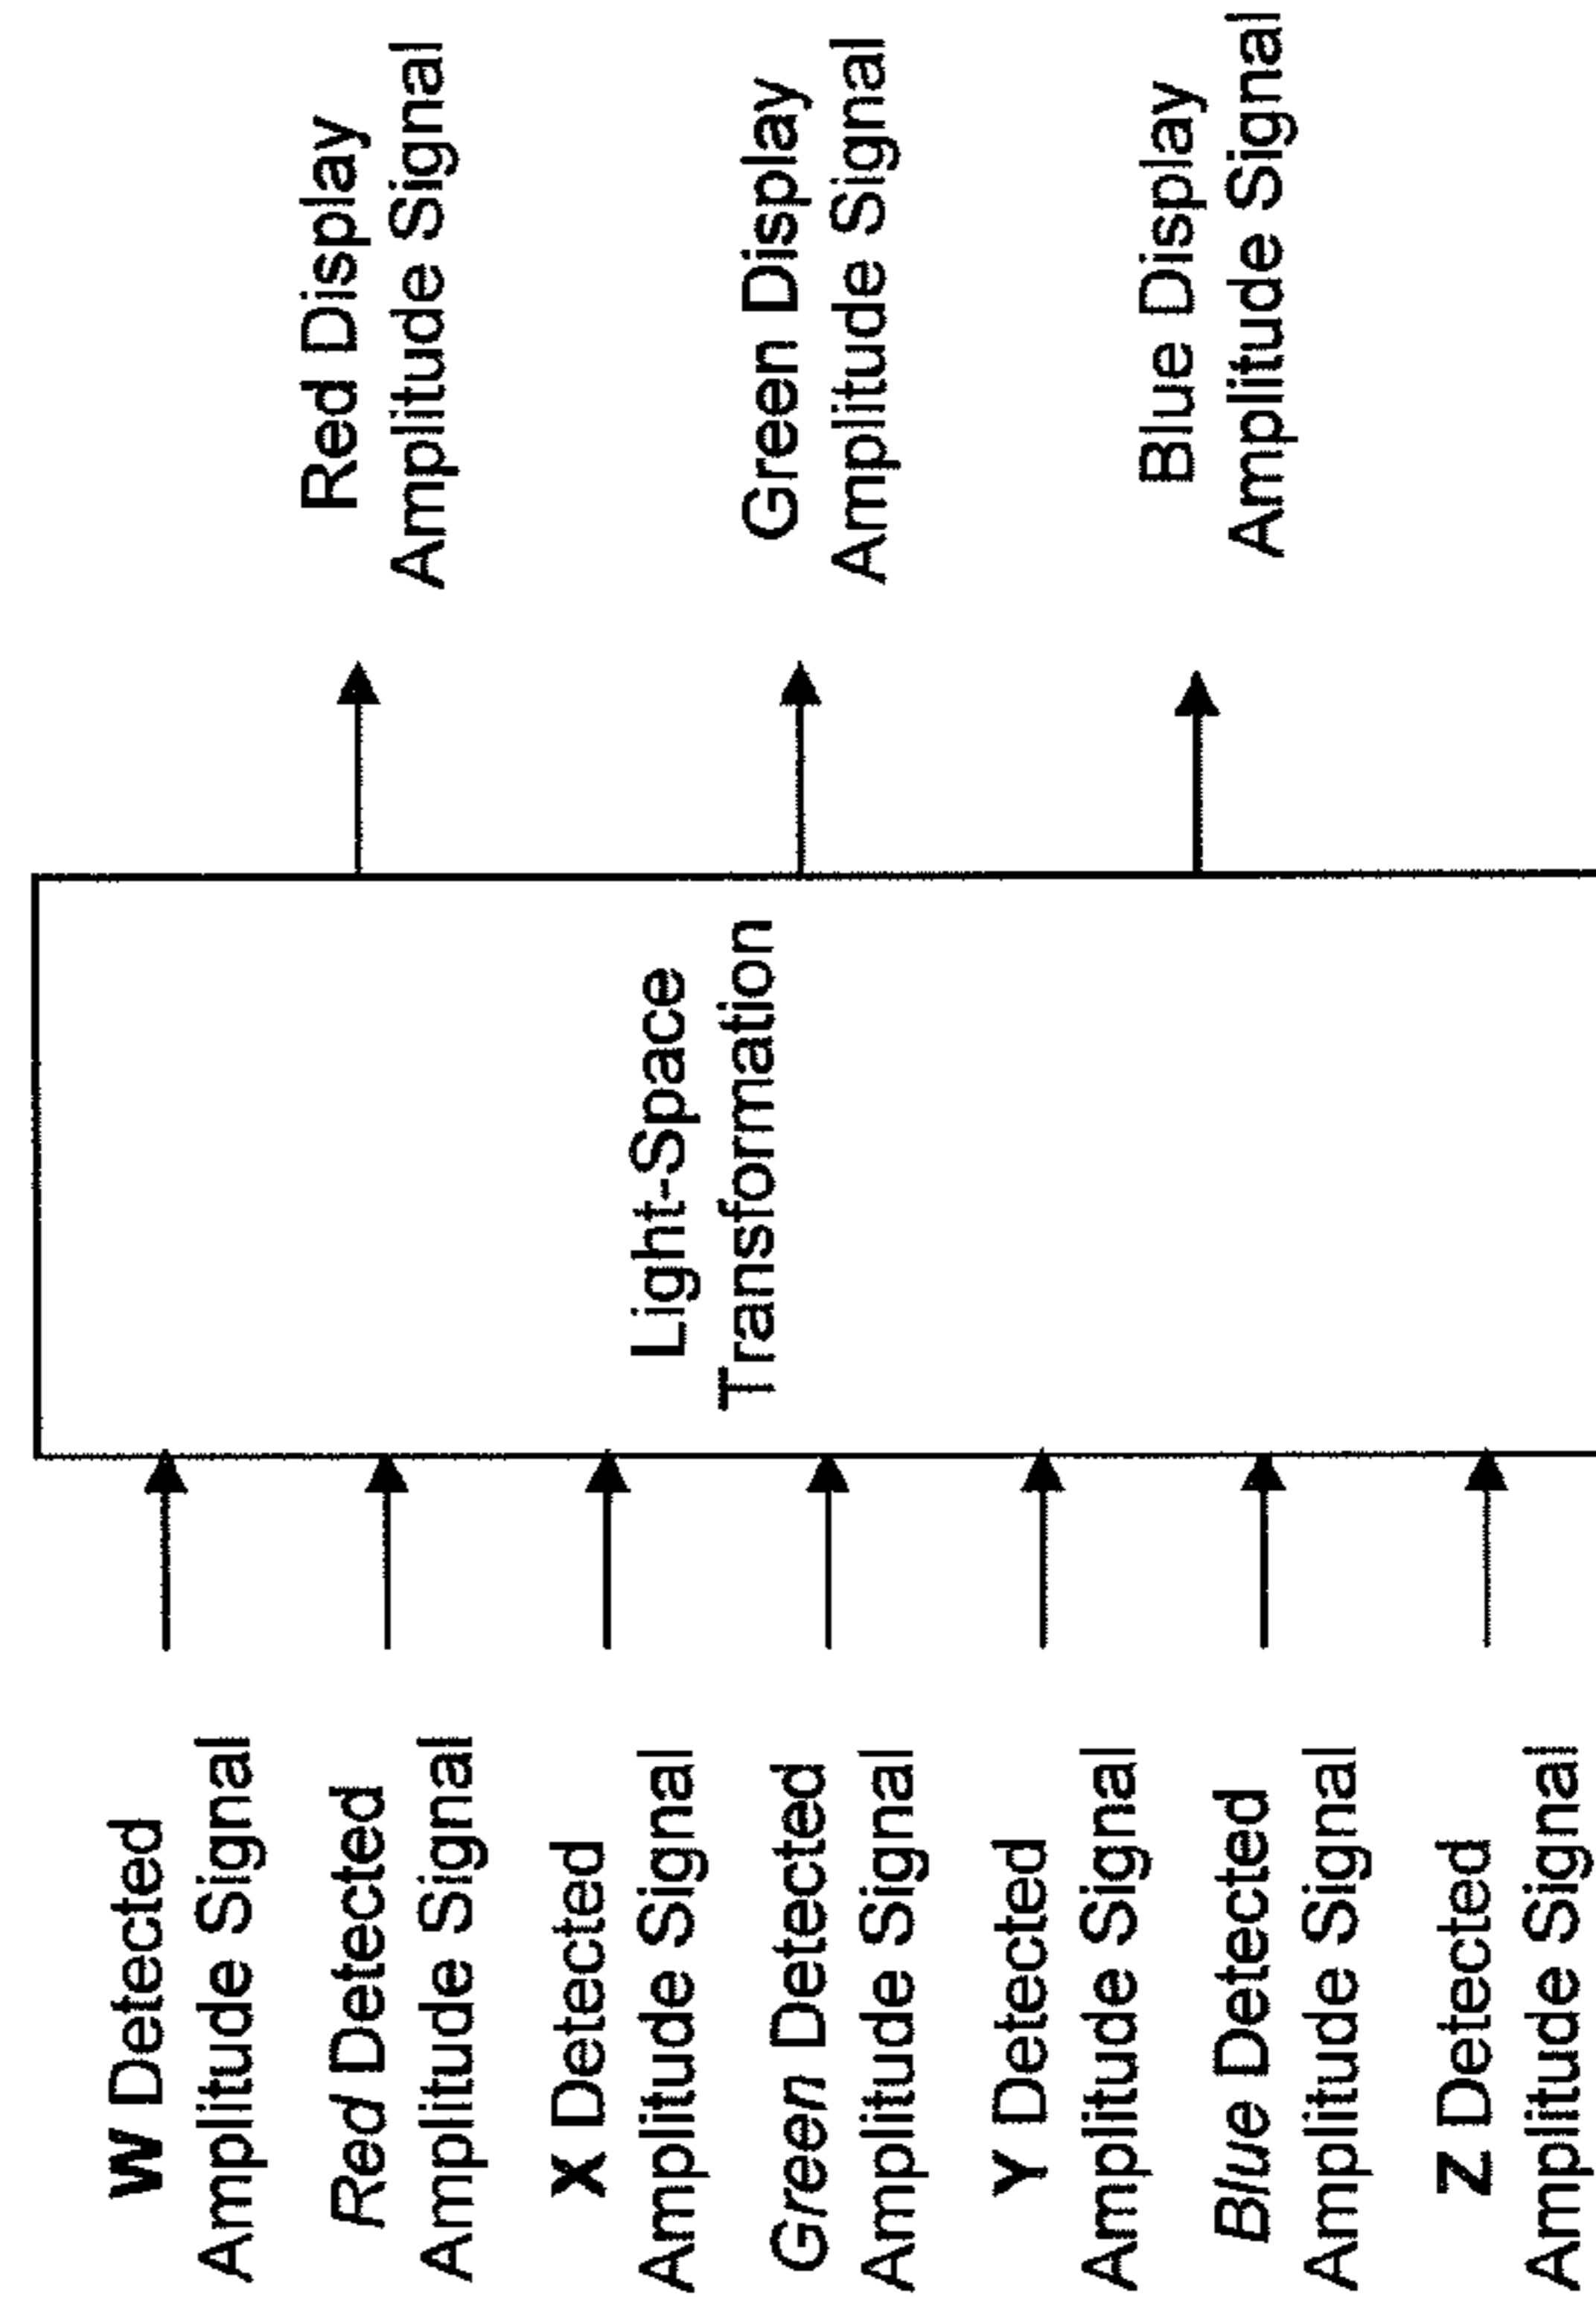 W Detected
Amplitude Signal
Red Detected
Amplitude Signal
X Detected
Amplitude Signal
Green Detected
Amplitude Signal
Y Detected
Amplitude Signal
Blue Detected
Amplitude Signal
Z Detected
Amplitude Signal
Light-Space
Transformation
Red Display
Amplitude Signal
Green Display
Amplitude Signal
Blue Display
Amplitude Signal